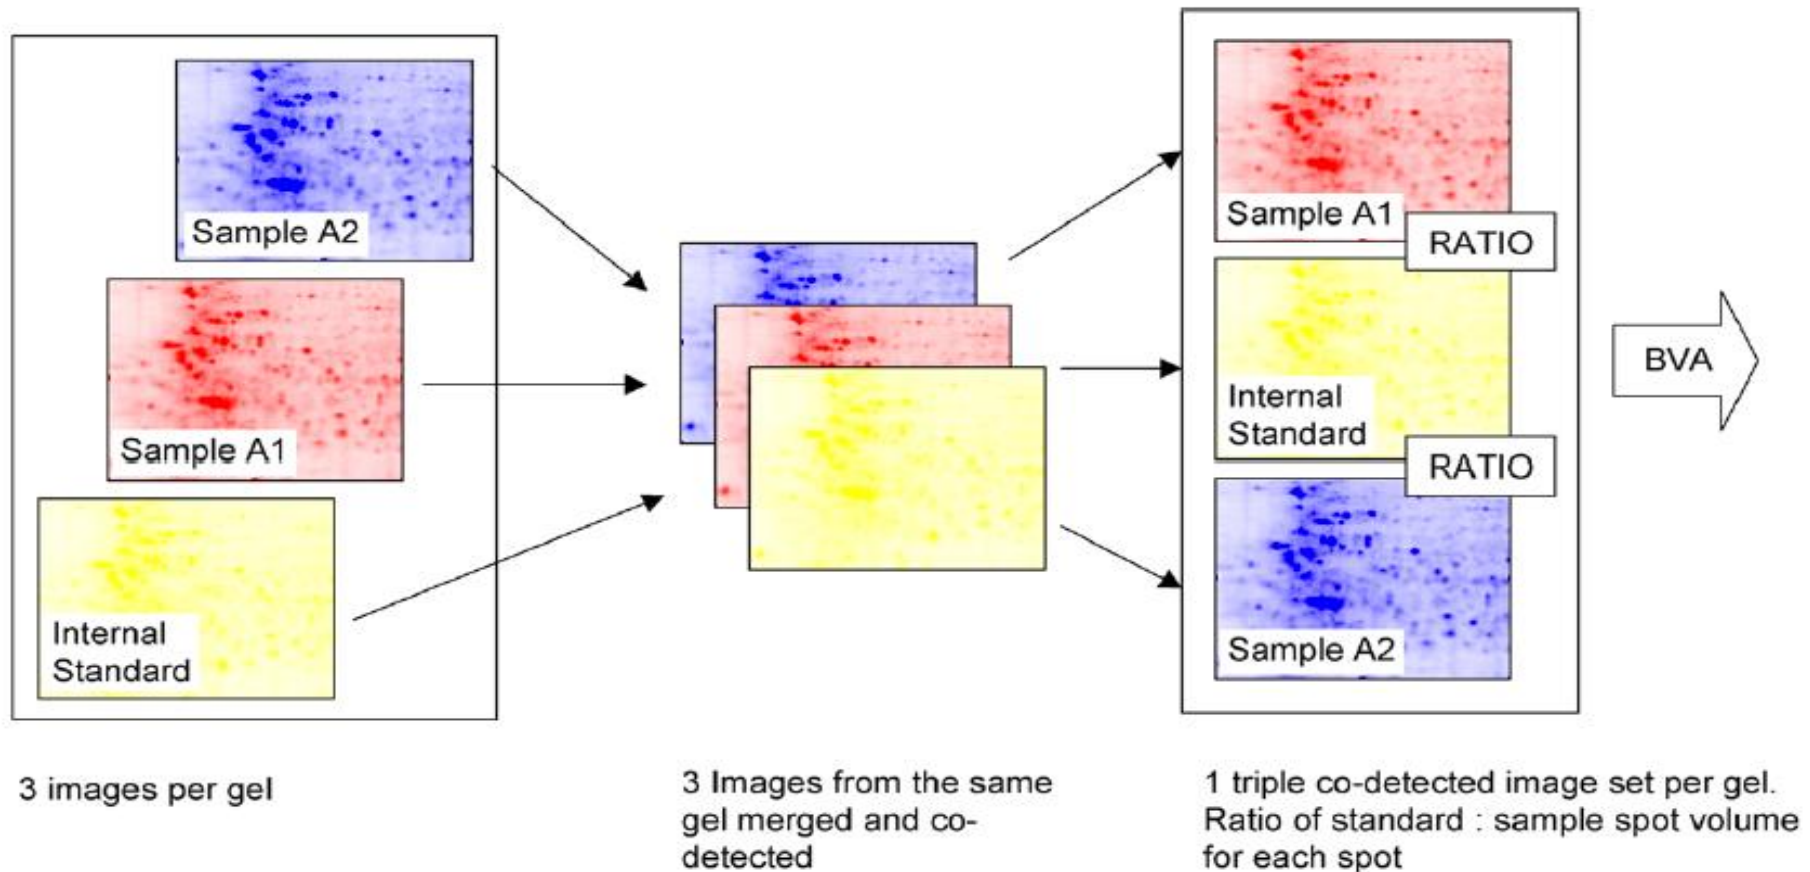 Sample A2
Sample A1
Internal
Standard
Sample A1
RATIO
Internal
Standard
RATIO
Sample A2
BVA
3 images per gel
3 Images from the same
gel merged and co-
detected
1 triple co-detected image set per gel.
Ratio of standard : sample spot volume
for each spot